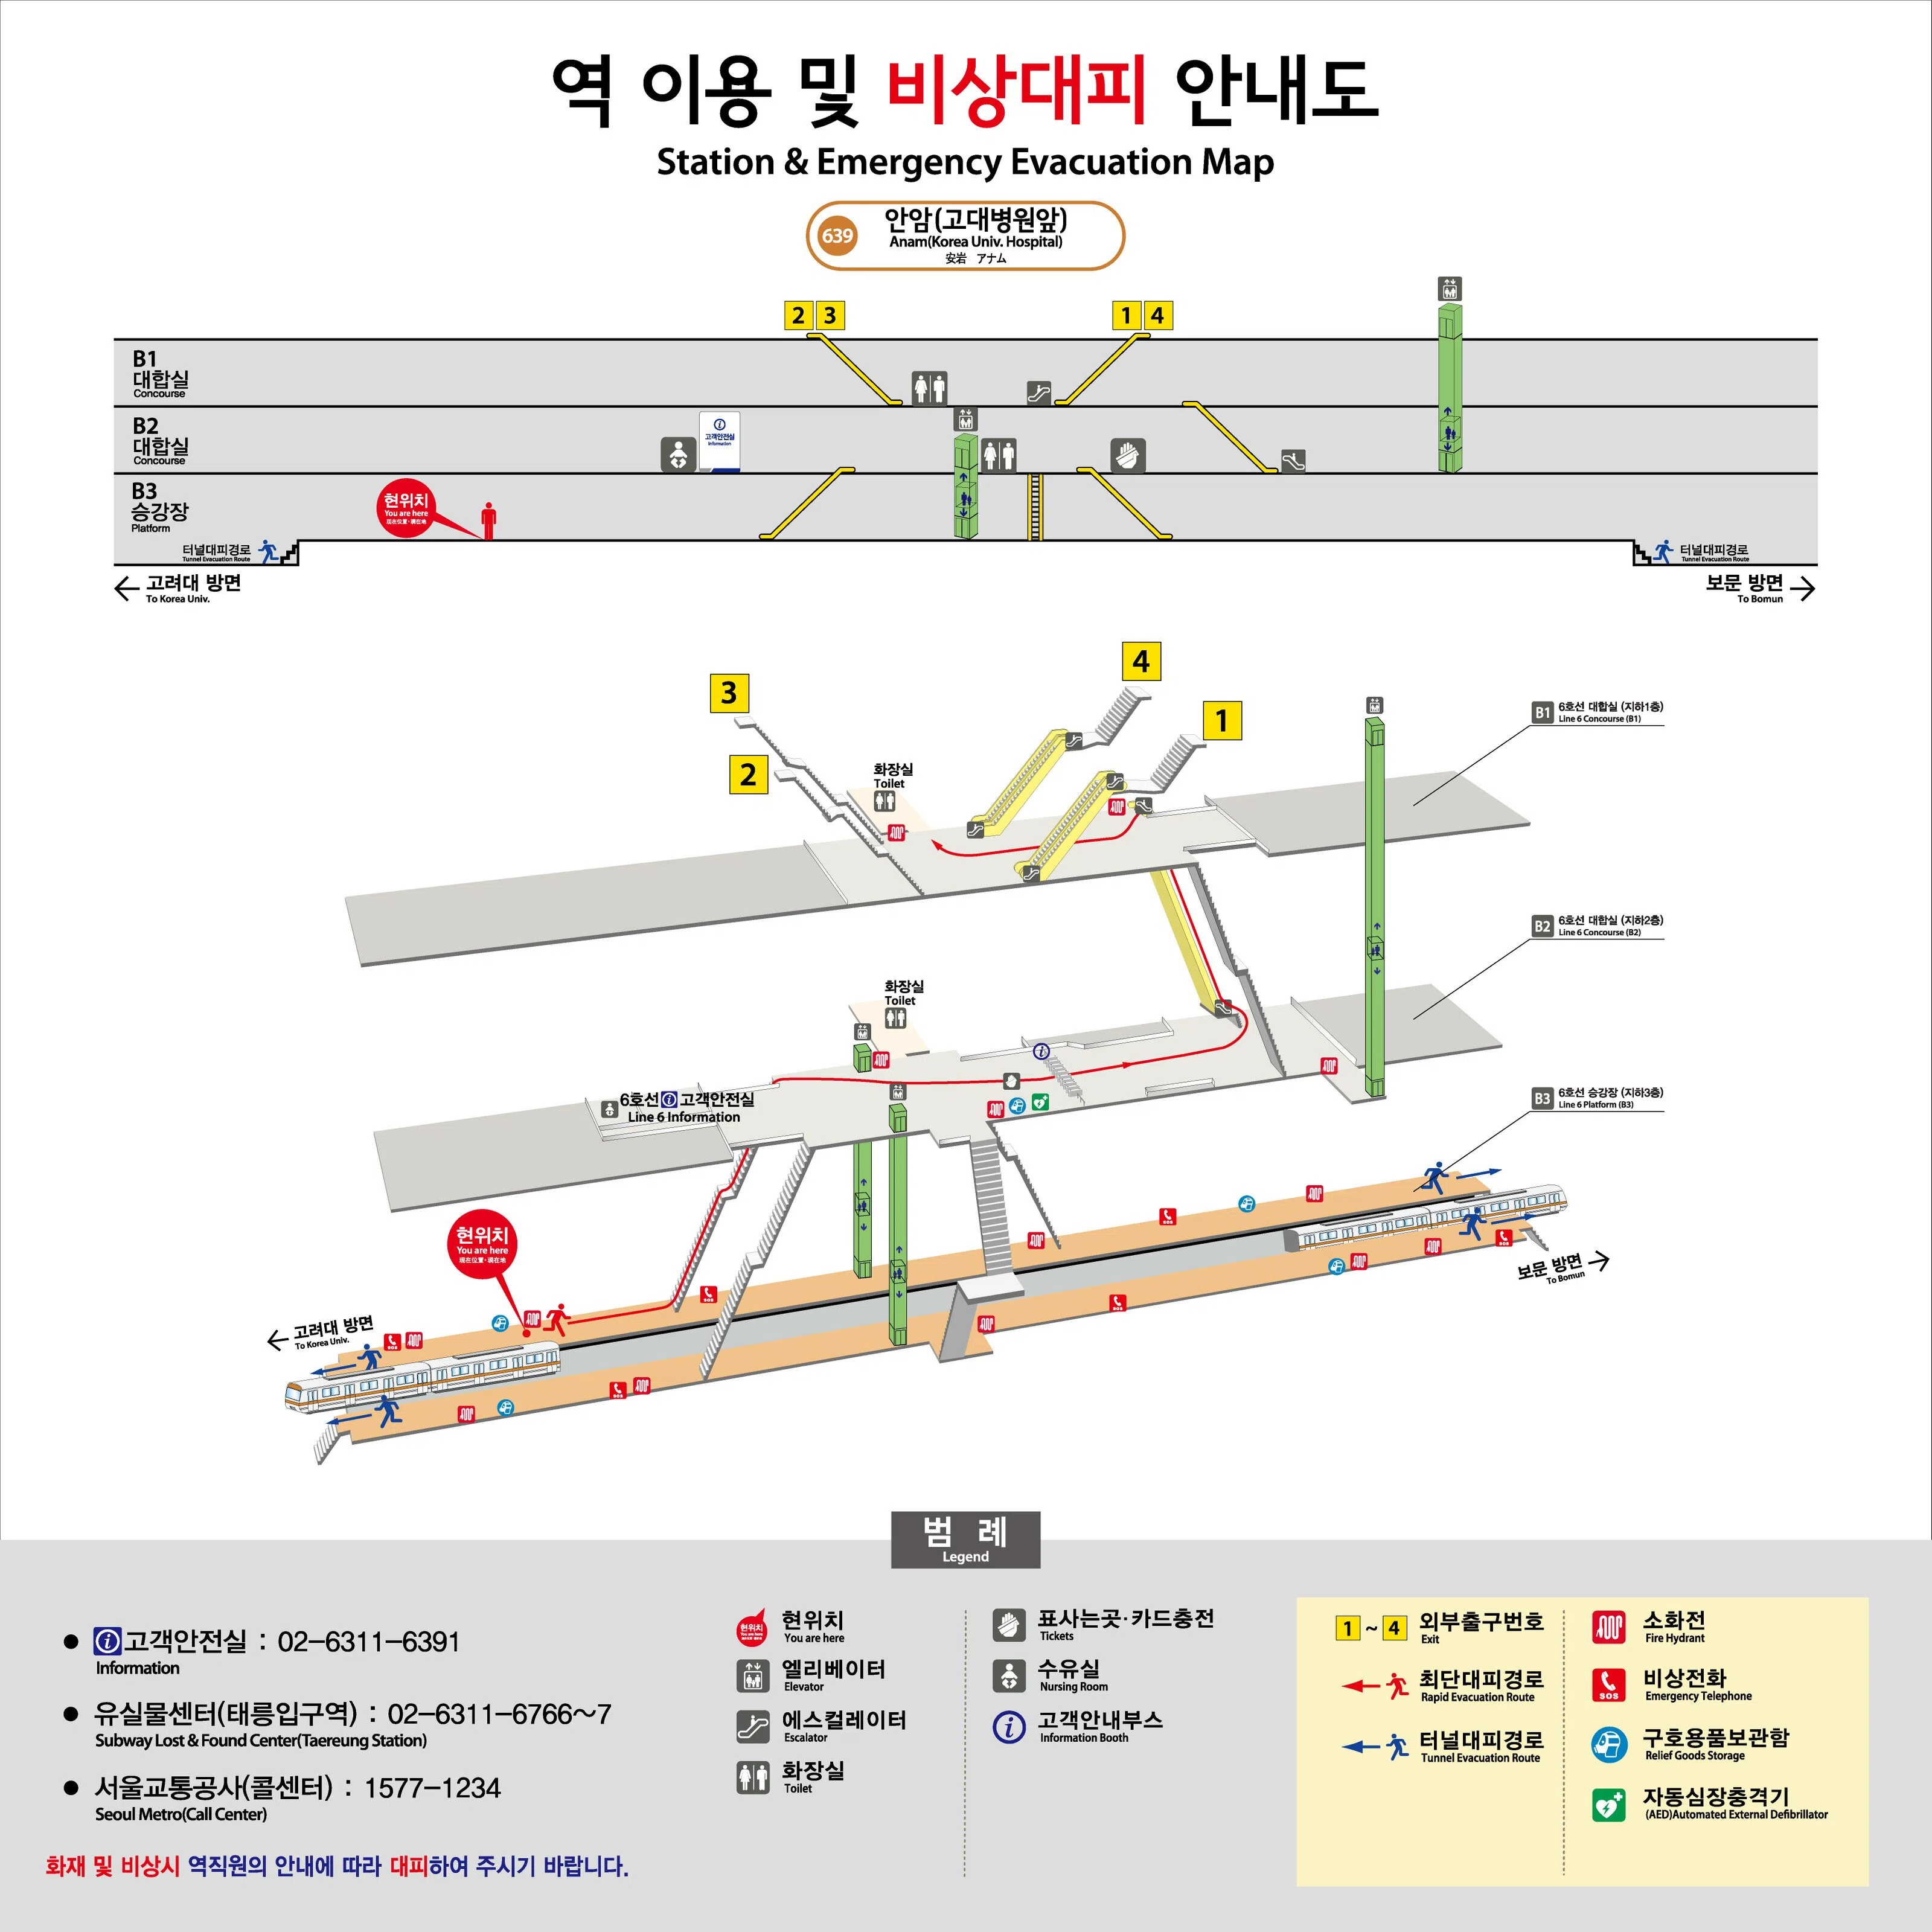 역 이용 및 비상대피 안내도
Station & Emergency Evacuation Map
639
안암(고대병원앞)
Anam(Korea Univ. Hospital)
安岩 アナム
2 3
1 4
B1
대합실
Concourse
B2
대합실
Concourse
고객안전실
Information
B3
승강장
Platform
현위치
You are here
터널대피경로
Tunnel Evacuation Route
터널대피경로
Tunnel Evacuation Route
고려대 방면
To Korea Univ.
보문 방면
To Bomun
4
3
1
2
화장실
Toilet
B1 6호선 대합실 (지하1층)
Line 6 Concourse (B1)
B2 6호선 대합실 (지하2층)
Line 6 Concourse (B2)
화장실
Toilet
6호선 고객안전실
Line 6 Information
B3 6호선 승강장 (지하3층)
Line 6 Platform (B3)
현위치
You are here
보문 방면
To Bomun
고려대 방면
To Korea Univ.
SOS
SOS
SOS
SOS
SOS
SOS
범 례
Legend
고객안전실 : 02-6311-6391
Information
유실물센터(태릉입구역) : 02-6311-6766~7
Subway Lost & Found Center(Taereung Station)
서울교통공사(콜센터) : 1577-1234
Seoul Metro(Call Center)
화재 및 비상시 역직원의 안내에 따라 대피하여 주시기 바랍니다.
현위치
현위치
You are here
엘리베이터
Elevator
에스컬레이터
Escalator
화장실
Toilet
표사는곳·카드충전
Tickets
수유실
Nursing Room
고객안내부스
Information Booth
1 ~ 4 외부출구번호
Exit
최단대피경로
Rapid Evacuation Route
터널대피경로
Tunnel Evacuation Route
소화전
Fire Hydrant
SOS
비상전화
Emergency Telephone
구호용품보관함
Relief Goods Storage
자동심장충격기
(AED)Automated External Defibrillator